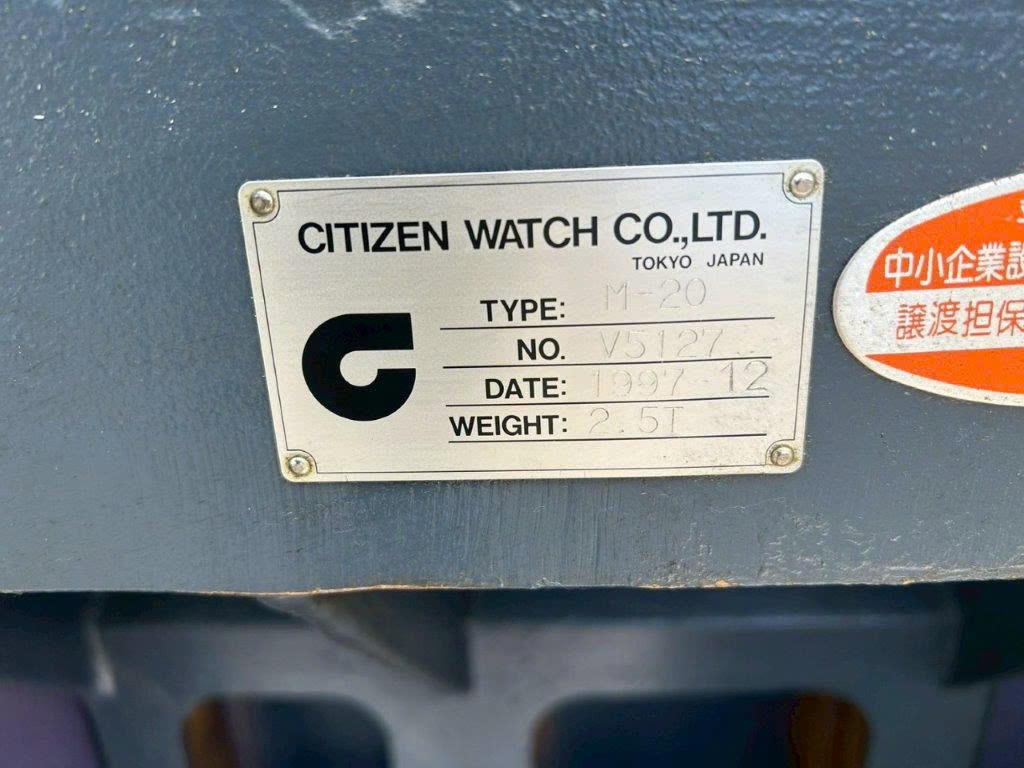 CITIZEN WATCH CO.,LTD.
TOKYO JAPAN
TYPE: M-20
NO. V5127
DATE: 1997-12
WEIGHT: 2.5T
中小企業設
譲渡担保